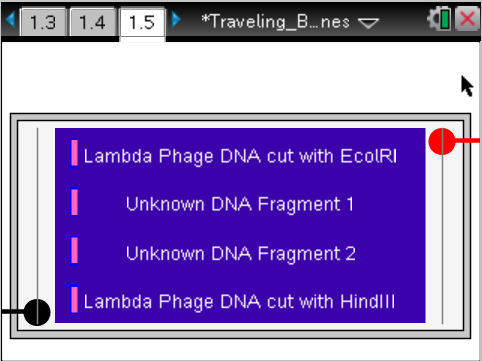 1.3 1.4 1.5 *Traveling_B...nes
Lambda Phage DNA cut with EcoIRI
Unknown DNA Fragment 1
Unknown DNA Fragment 2
Lambda Phage DNA cut with HindIII